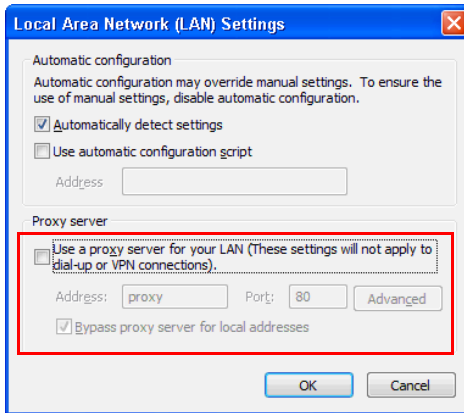 Local Area Network (LAN) Settings
Automatic configuration
Automatic configuration may override manual settings. To ensure the
use of manual settings, disable automatic configuration.
Automatically detect settings
Use automatic configuration script
Address
Proxy server
Use a proxy server for your LAN (These settings will not apply to
dial-up or VPN connections).
Address: proxy Port: 80 Advanced
Bypass proxy server for local addresses
OK Cancel